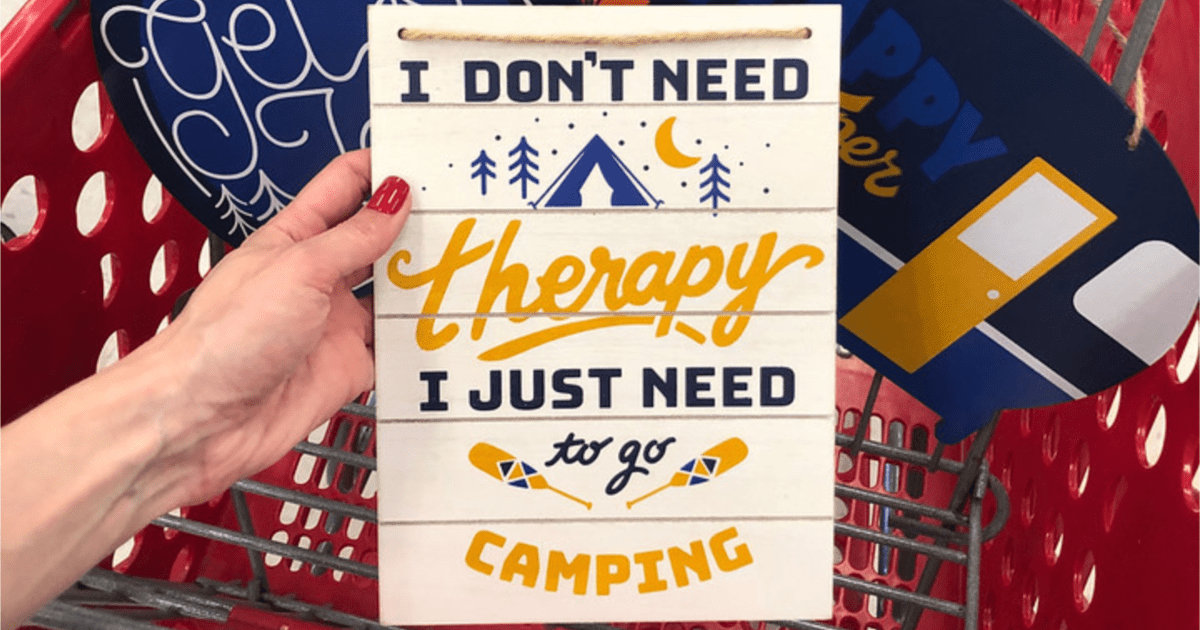 I DON'T NEED
therapy
I JUST NEED
to go
CAMPING